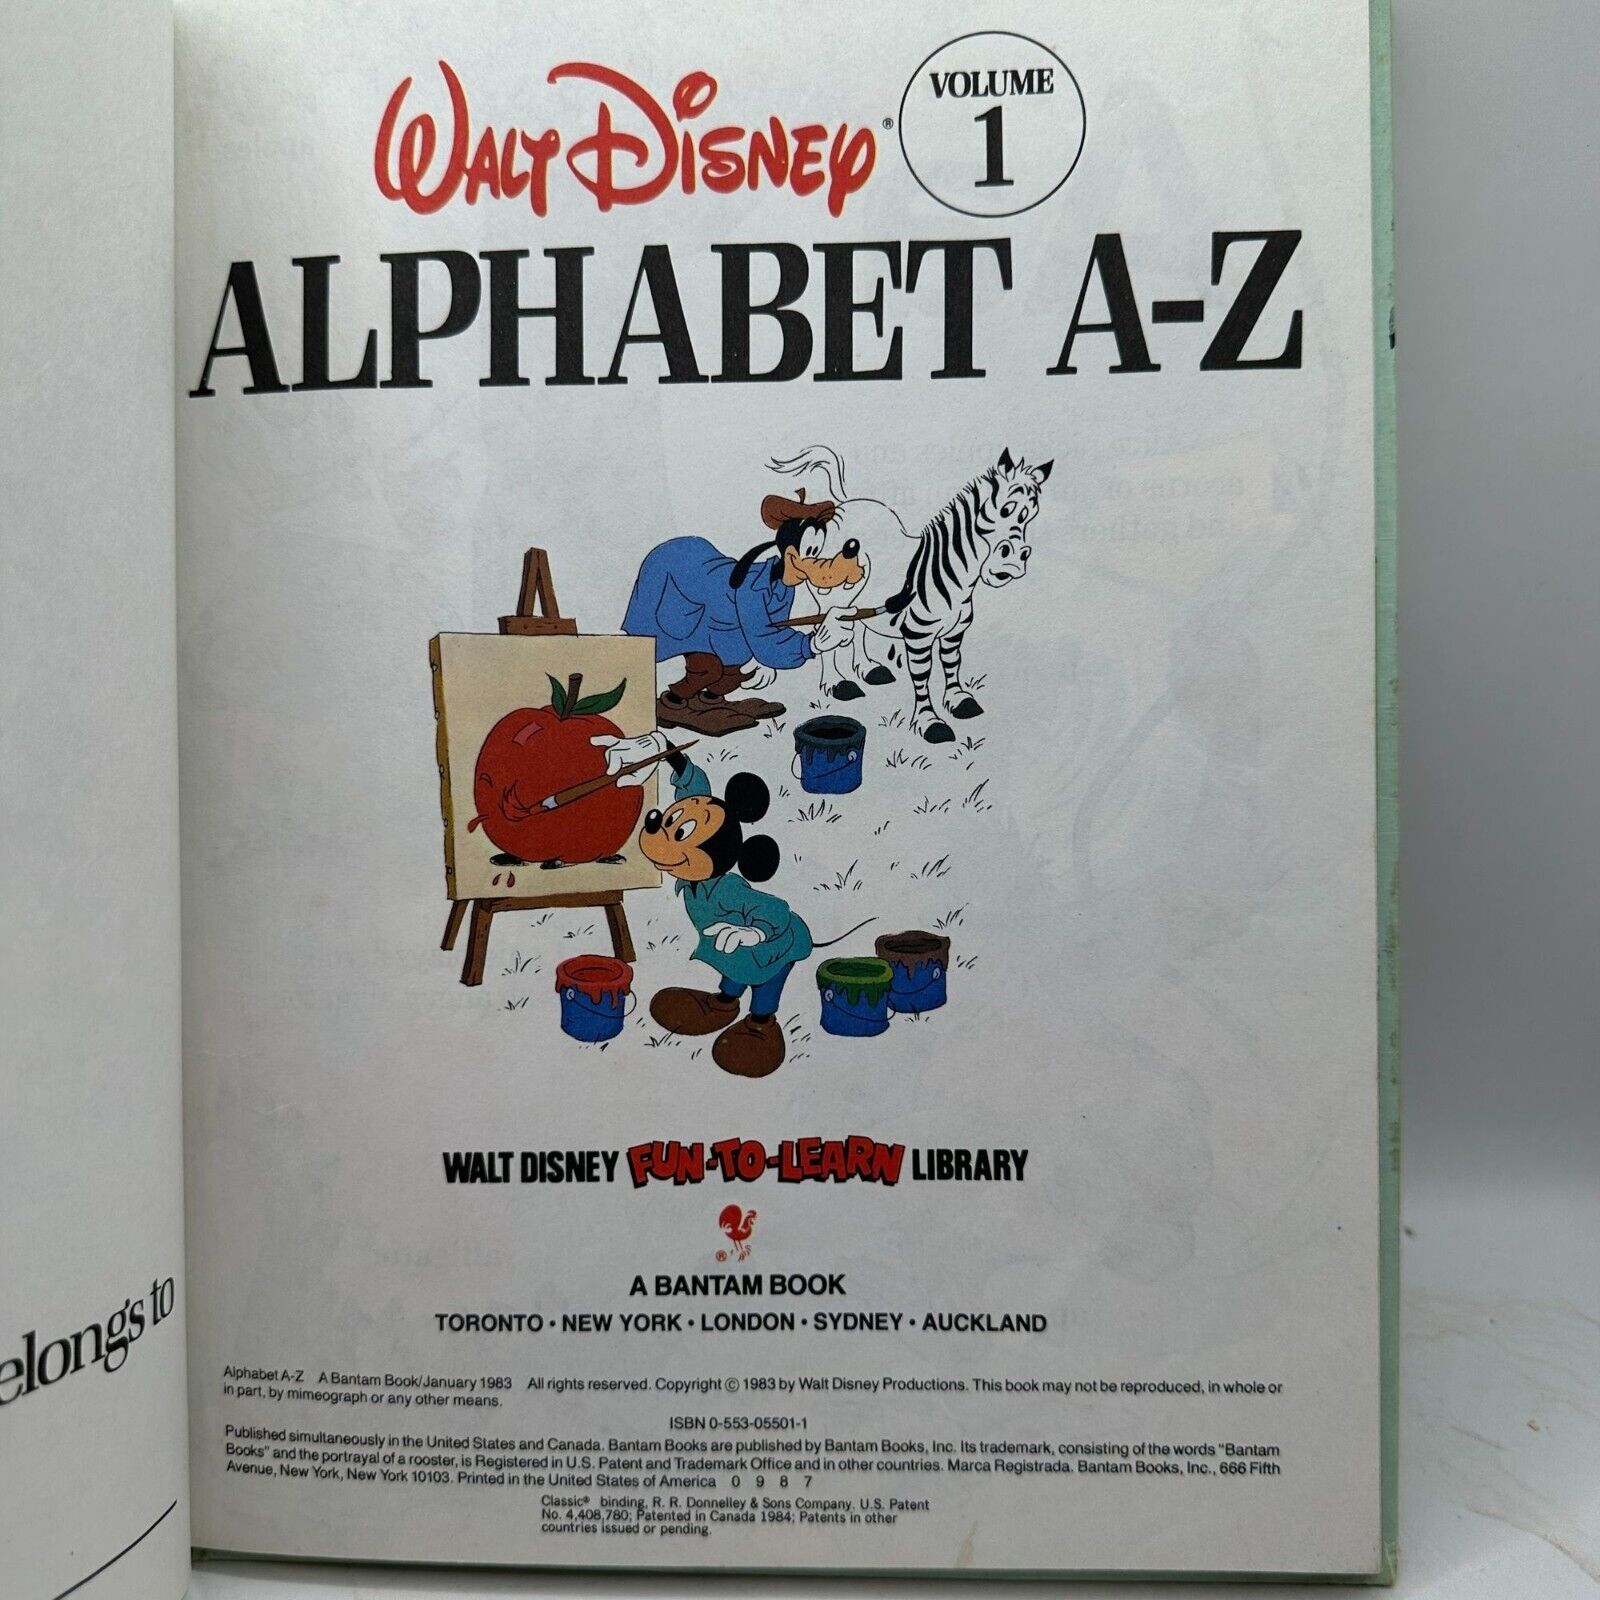 WALT DISNEY®
VOLUME
1
ALPHABET A-Z
WALT DISNEY FUN-TO-LEARN LIBRARY
®
A BANTAM BOOK
TORONTO • NEW YORK • LONDON • SYDNEY • AUCKLAND
Alphabet A-Z A Bantam Book/January 1983 All rights reserved. Copyright © 1983 by Walt Disney Productions. This book may not be reproduced, in whole or
in part, by mimeograph or any other means.
ISBN 0-553-05501-1
Published simultaneously in the United States and Canada. Bantam Books are published by Bantam Books, Inc. Its trademark, consisting of the words "Bantam
Books" and the portrayal of a rooster, is Registered in U.S. Patent and Trademark Office and in other countries. Marca Registrada. Bantam Books, Inc., 666 Fifth
Avenue, New York, New York 10103. Printed in the United States of America 0 9 8 7
Classic® binding, R. R. Donnelley & Sons Company. U.S. Patent
No. 4,408,780; Patented in Canada 1984; Patents in other
countries issued or pending.
elongs to